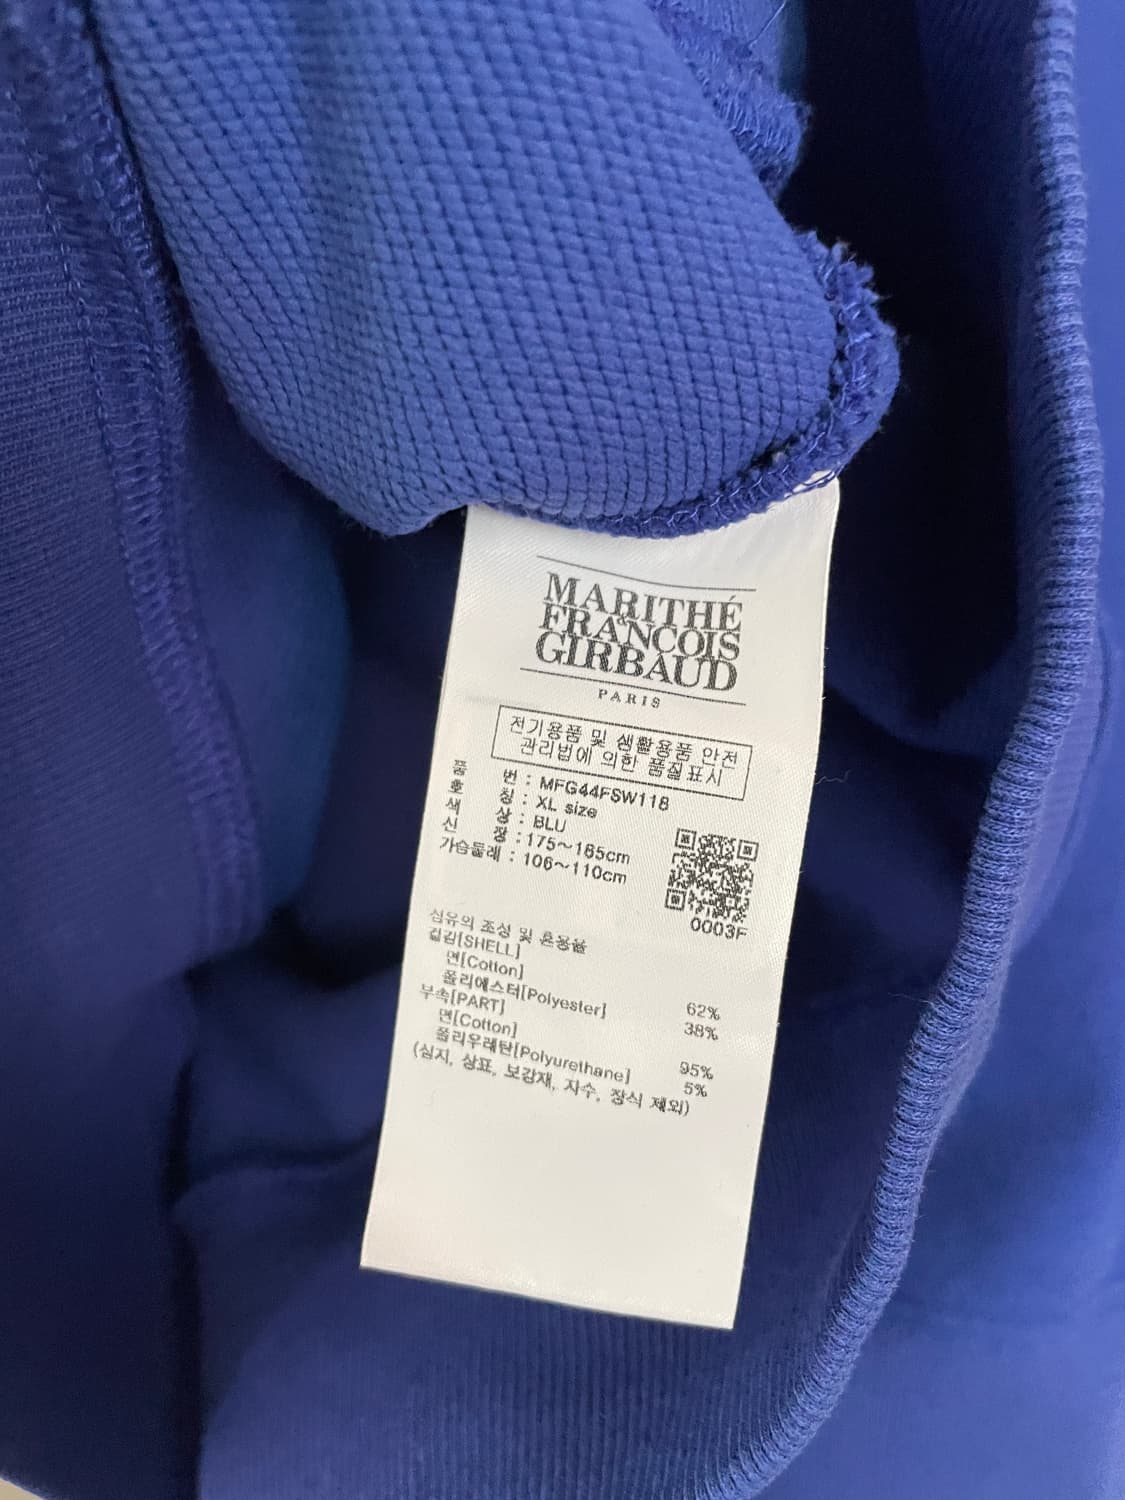 MARITHÉ
FRANÇOIS
GIRBAUD
PARIS
전기용품 및 생활용품 안전
관리법에 의한 품질표시
품 번 : MFG44FSW118
호 칭 : XL size
색 상 : BLU
신 장 : 175~185cm
가슴둘레 : 106~110cm
0003F
섬유의 조성 및 혼용율
겉감[SHELL]
면[Cotton] 62%
폴리에스터[Polyester] 38%
부속[PART]
면[Cotton] 95%
폴리우레탄[Polyurethane] 5%
(심지, 상표, 보강재, 자수, 장식 제외)